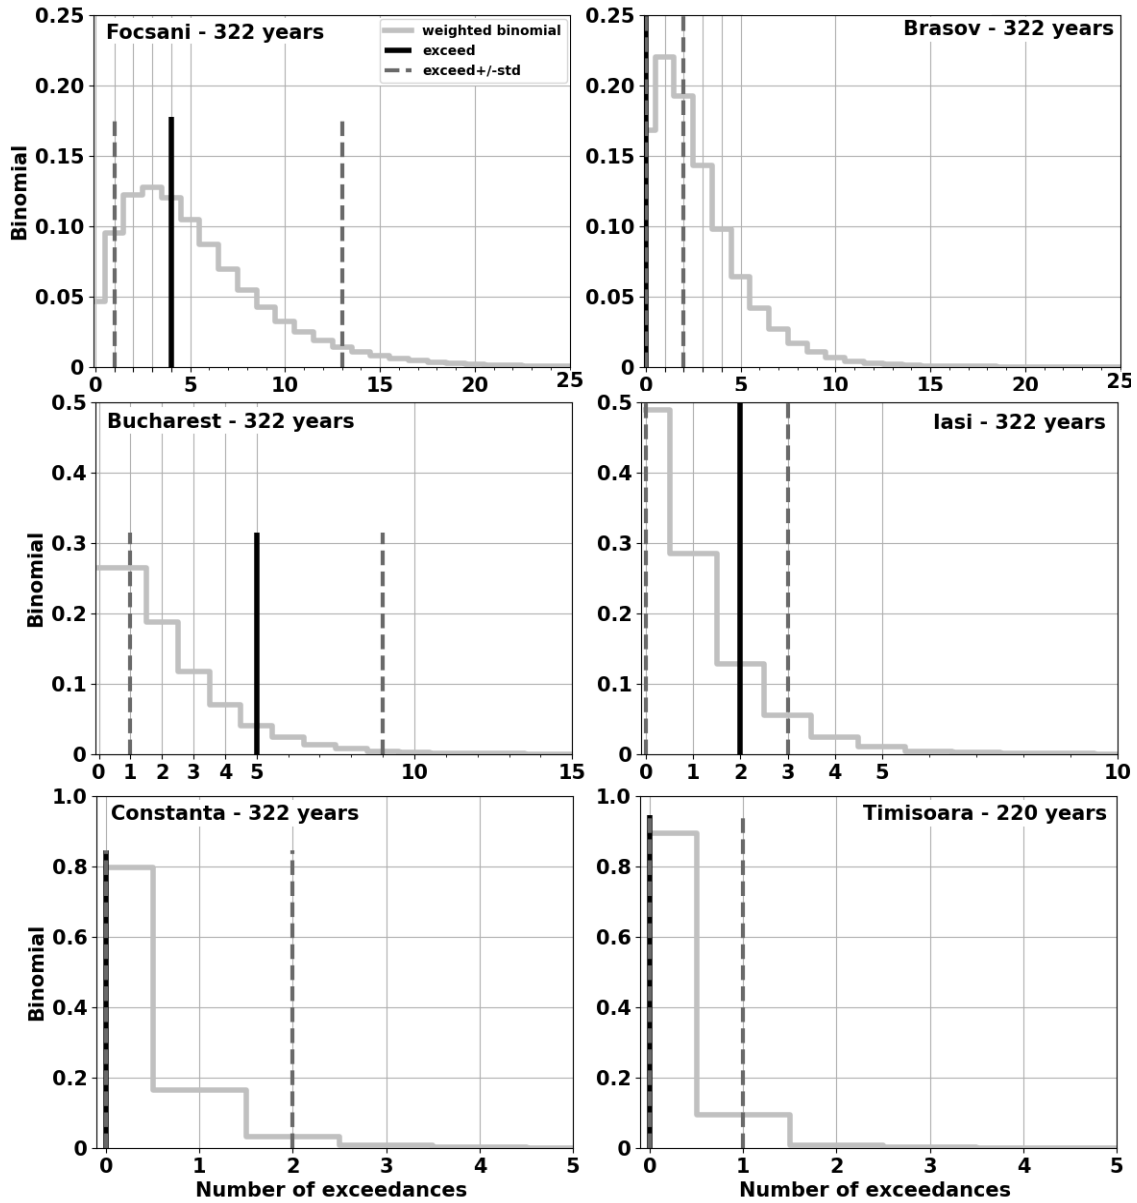 Focsani - 322 years
weighted binomial
exceed
exceed+/-std
Binomial
0.25
0.20
0.15
0.10
0.05
0
0 5 10 15 20 25
Brasov - 322 years
0.25
0.20
0.15
0.10
0.05
0
0 5 10 15 20 25
Bucharest - 322 years
Binomial
0.5
0.4
0.3
0.2
0.1
0
0 1 2 3 4 5 10 15
Iasi - 322 years
0.5
0.4
0.3
0.2
0.1
0
0 1 2 3 4 5 10
Constanta - 322 years
Binomial
1.0
0.8
0.6
0.4
0.2
0
0 1 2 3 4 5
Number of exceedances
Timisoara - 220 years
1.0
0.8
0.6
0.4
0.2
0
0 1 2 3 4 5
Number of exceedances